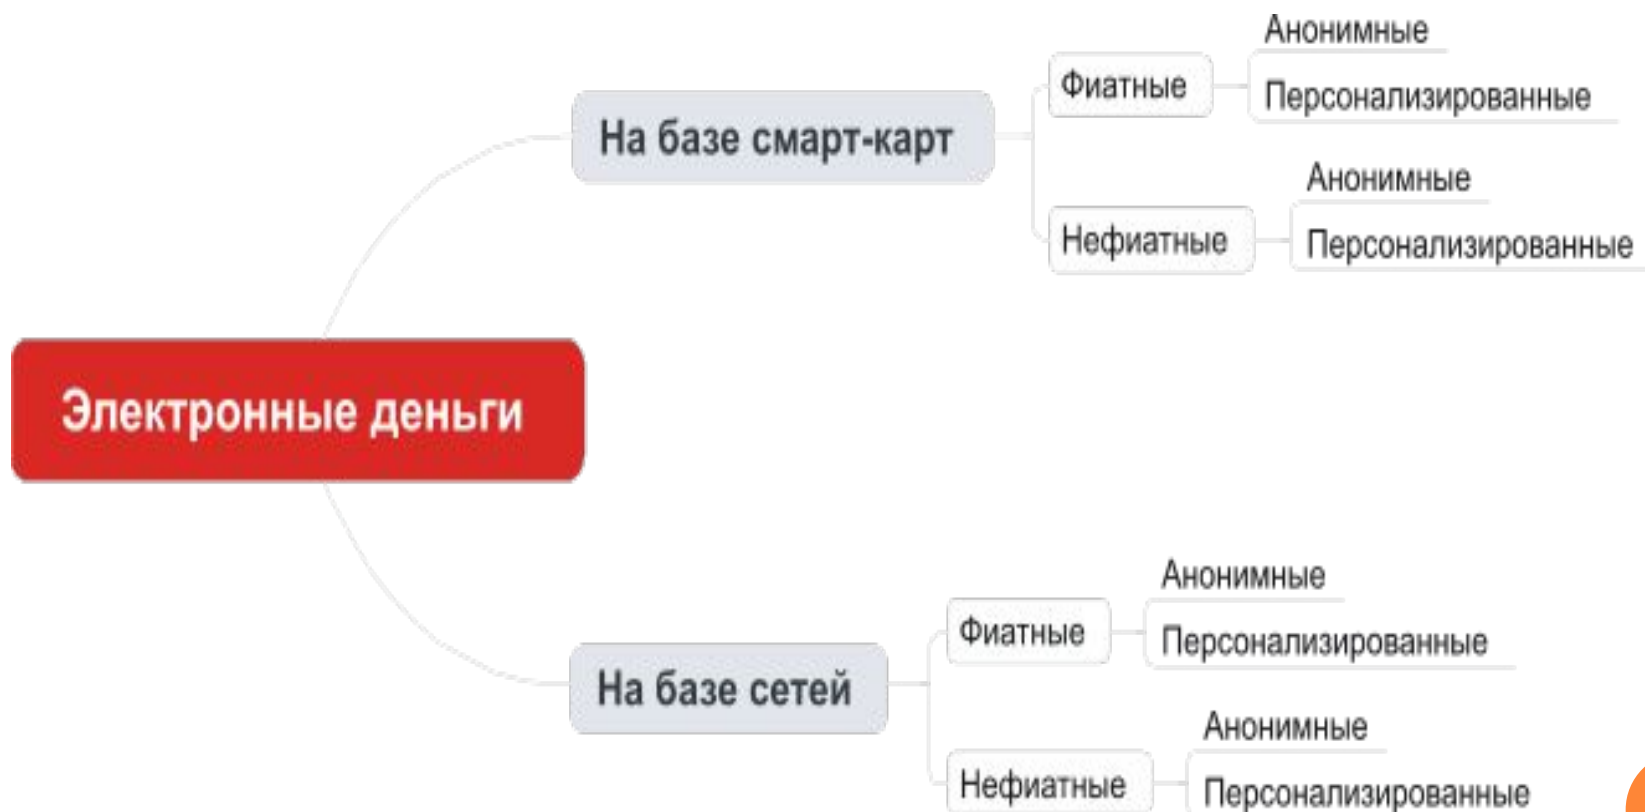 Электронные деньги
На базе смарт-карт
Фиатные
Анонимные
Персонализированные
Нефиатные
Анонимные
Персонализированные
На базе сетей
Фиатные
Анонимные
Персонализированные
Нефиатные
Анонимные
Персонализированные